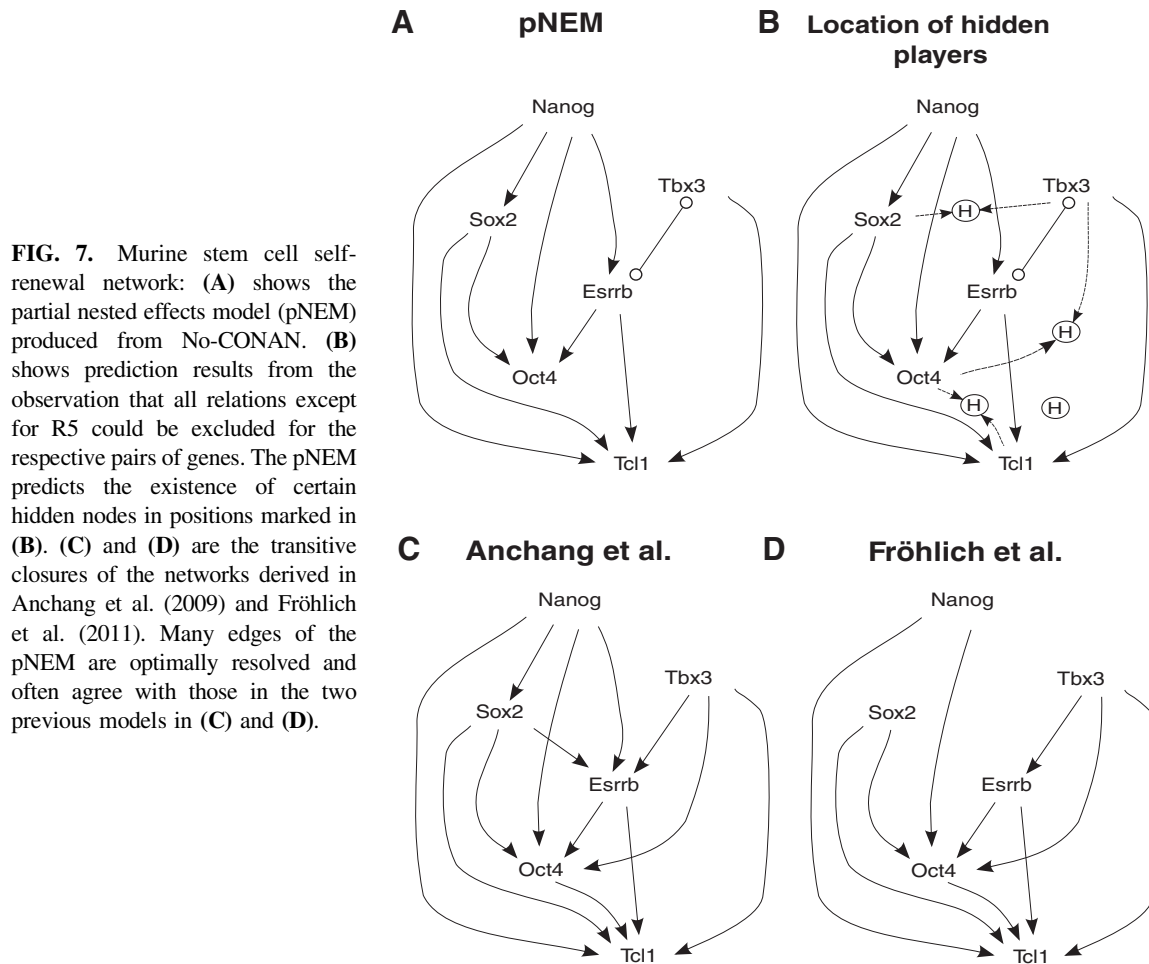 FIG. 7. Murine stem cell self-
renewal network: (A) shows the
partial nested effects model (pNEM)
produced from No-CONAN. (B)
shows prediction results from the
observation that all relations except
for R5 could be excluded for the
respective pairs of genes. The pNEM
predicts the existence of certain
hidden nodes in positions marked in
(B). (C) and (D) are the transitive
closures of the networks derived in
Anchang et al. (2009) and Fröhlich
et al. (2011). Many edges of the
pNEM are optimally resolved and
often agree with those in the two
previous models in (C) and (D).
A pNEM
Nanog
Tbx3
Sox2
Esrrb
Oct4
Tcl1
B Location of hidden
players
Nanog
Tbx3
Sox2
H
Esrrb
H
Oct4
H
H
Tcl1
C Anchang et al.
Nanog
Tbx3
Sox2
Esrrb
Oct4
Tcl1
D Fröhlich et al.
Nanog
Tbx3
Sox2
Esrrb
Oct4
Tcl1